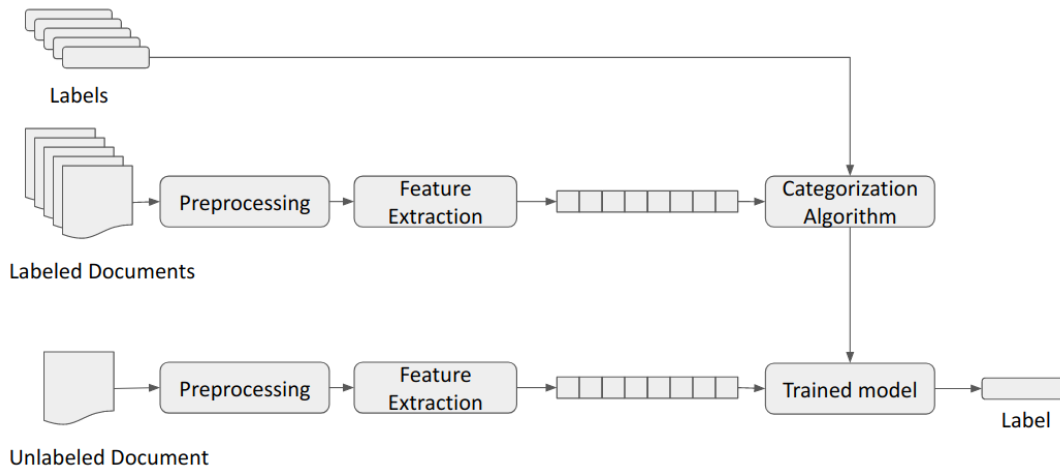 Labels
Preprocessing
Feature
Extraction
Categorization
Algorithm
Labeled Documents
Preprocessing
Feature
Extraction
Trained model
Label
Unlabeled Document